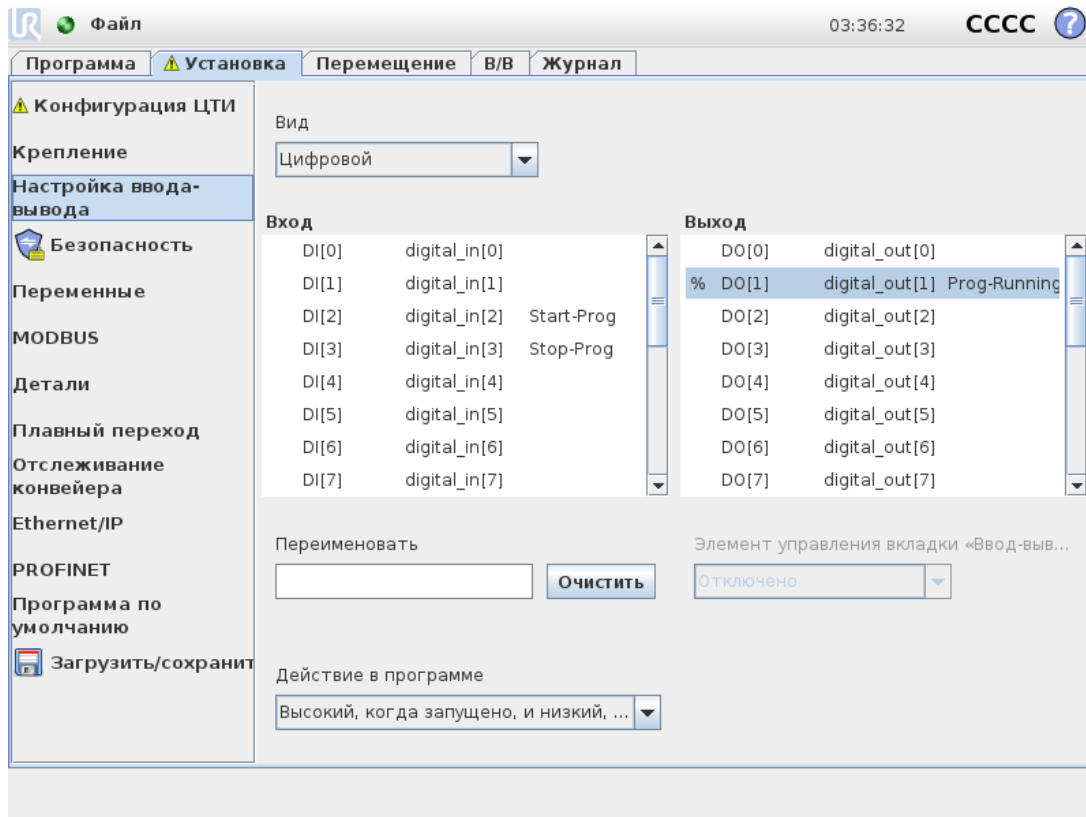 UR Файл 03:36:32 CCCC ?
Программа Установка Перемещение В/В Журнал
Конфигурация ЦТИ
Крепление
Настройка ввода-
вывода
Безопасность
Переменные
MODBUS
Детали
Плавный переход
Отслеживание
конвейера
Ethernet/IP
PROFINET
Программа по
умолчанию
Загрузить/сохранит
Вид
Цифровой
Вход
DI[0] digital_in[0]
DI[1] digital_in[1]
DI[2] digital_in[2] Start-Prog
DI[3] digital_in[3] Stop-Prog
DI[4] digital_in[4]
DI[5] digital_in[5]
DI[6] digital_in[6]
DI[7] digital_in[7]
Выход
DO[0] digital_out[0]
% DO[1] digital_out[1] Prog-Running
DO[2] digital_out[2]
DO[3] digital_out[3]
DO[4] digital_out[4]
DO[5] digital_out[5]
DO[6] digital_out[6]
DO[7] digital_out[7]
Переименовать
Очистить
Элемент управления вкладки «Ввод-выв...
Отключено
Действие в программе
Высокий, когда запущено, и низкий, ...